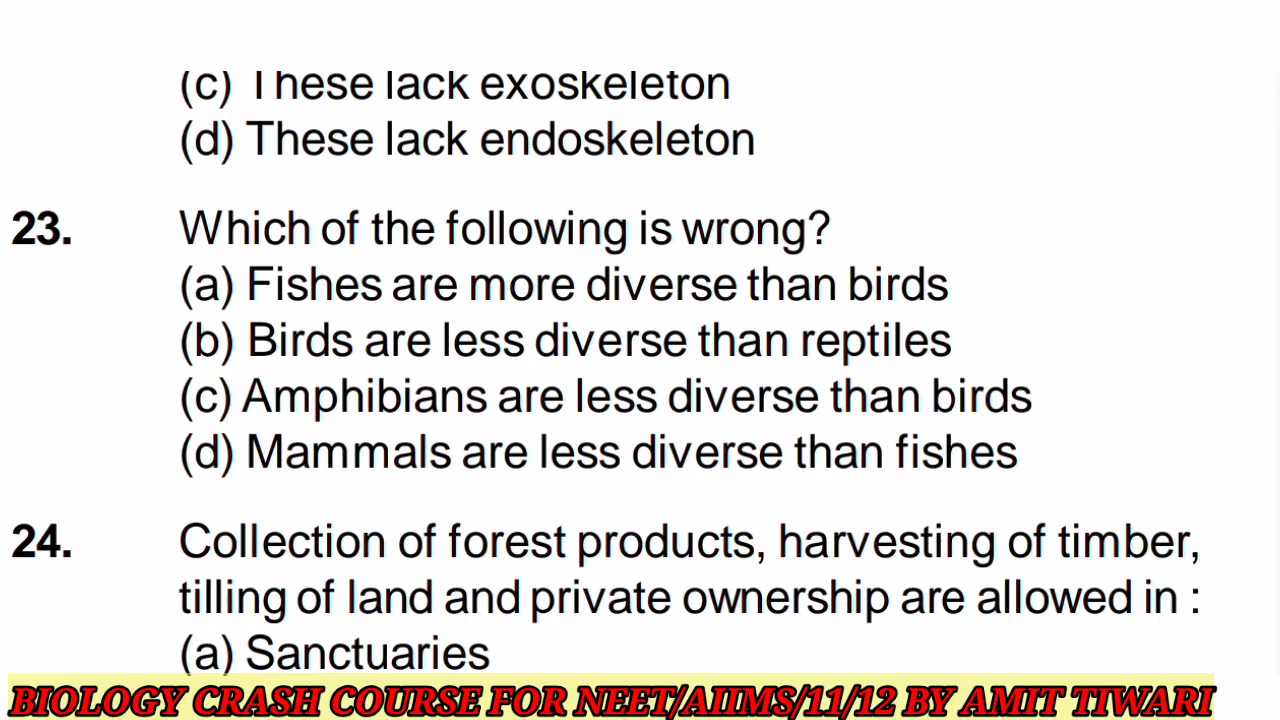 (c) These lack exoskeleton
(d) These lack endoskeleton
23. Which of the following is wrong?
(a) Fishes are more diverse than birds
(b) Birds are less diverse than reptiles
(c) Amphibians are less diverse than birds
(d) Mammals are less diverse than fishes
24. Collection of forest products, harvesting of timber,
tilling of land and private ownership are allowed in :
(a) Sanctuaries
BIOLOGY CRASH COURSE FOR NEET/AIIMS/11/12 BY AMIT TIWARI